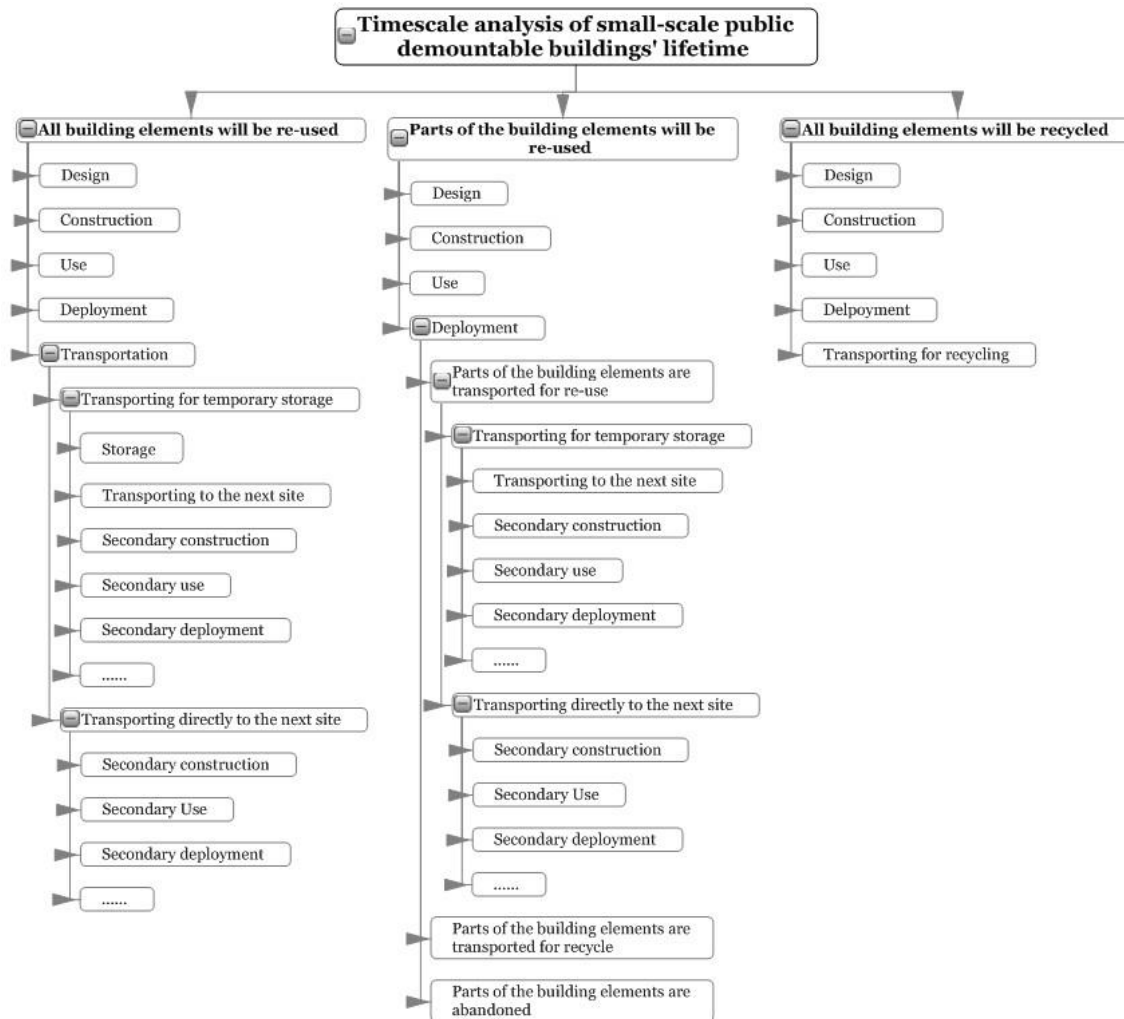 Timescale analysis of small-scale public
demountable buildings' lifetime
All building elements will be re-used
Design
Construction
Use
Deployment
Transportation
Transporting for temporary storage
Storage
Transporting to the next site
Secondary construction
Secondary use
Secondary deployment
......
Transporting directly to the next site
Secondary construction
Secondary Use
Secondary deployment
......
Parts of the building elements will be
re-used
Design
Construction
Use
Deployment
Parts of the building elements are
transported for re-use
Transporting for temporary storage
Transporting to the next site
Secondary construction
Secondary use
Secondary deployment
......
Transporting directly to the next site
Secondary construction
Secondary Use
Secondary deployment
......
Parts of the building elements are
transported for recycle
Parts of the building elements are
abandoned
All building elements will be recycled
Design
Construction
Use
Delpoyment
Transporting for recycling